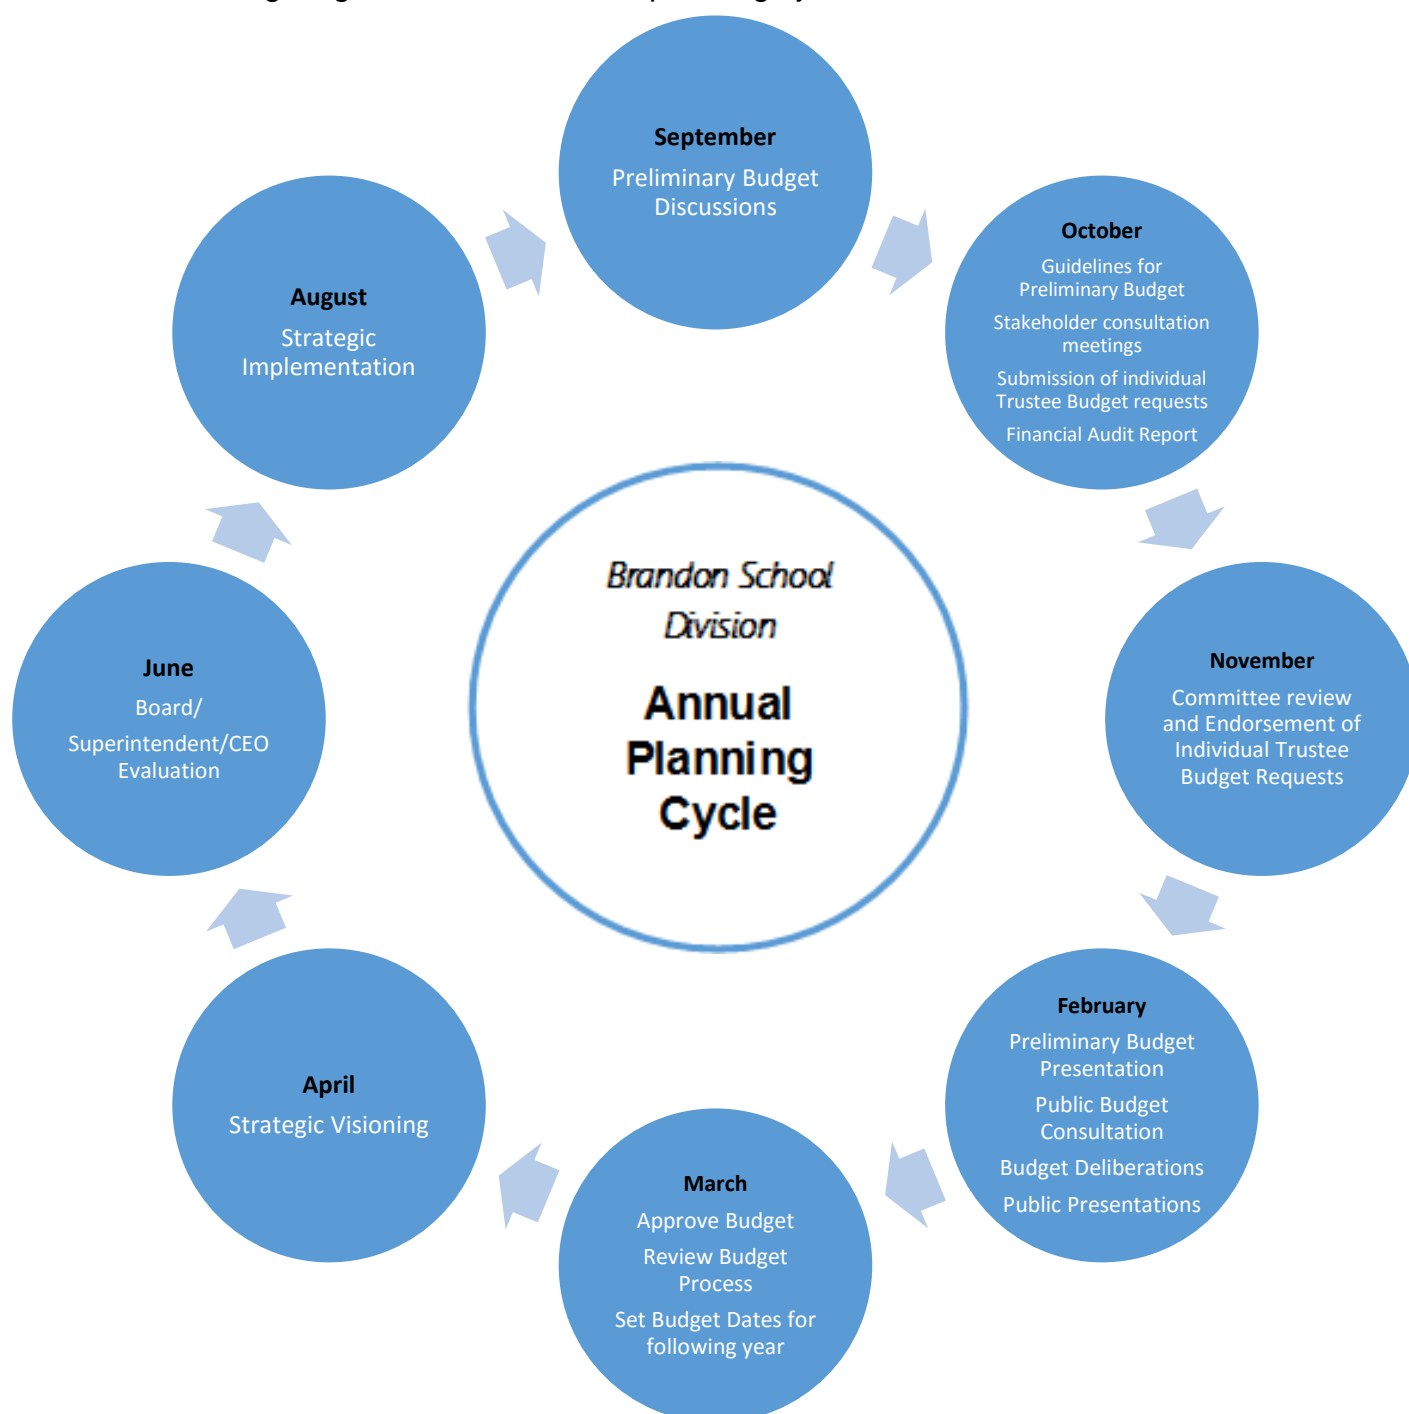 September
Preliminary Budget
Discussions
October
Guidelines for
Preliminary Budget
Stakeholder consultation
meetings
Submission of individual
Trustee Budget requests
Financial Audit Report
November
Committee review
and Endorsement of
Individual Trustee
Budget Requests
February
Preliminary Budget
Presentation
Public Budget
Consultation
Budget Deliberations
Public Presentations
March
Approve Budget
Review Budget
Process
Set Budget Dates for
following year
April
Strategic Visioning
June
Board/
Superintendent/CEO
Evaluation
August
Strategic
Implementation
Brandon School
Division
Annual
Planning
Cycle